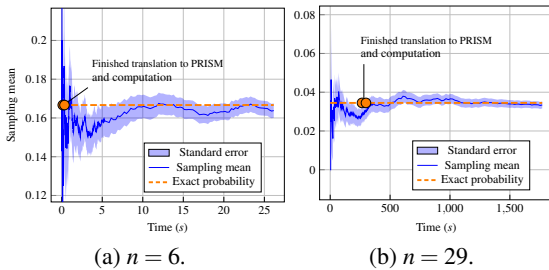 0.2
0.18
0.16
0.14
0.12
Sampling mean
Finished translation to PRISM
and computation
Standard error
Sampling mean
Exact probability
0 5 10 15 20 25
Time (s)
(a) n = 6.
0.08
0.06
0.04
0.02
0
Finished translation to PRISM
and computation
Standard error
Sampling mean
Exact probability
0 500 1,000 1,500
Time (s)
(b) n = 29.